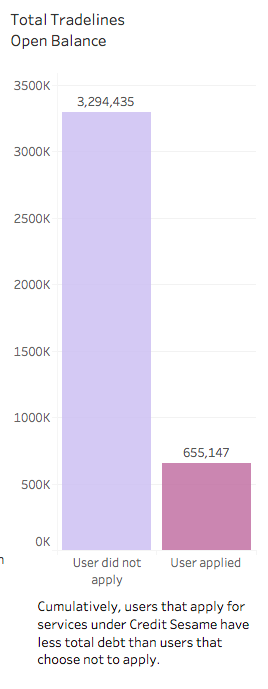 Total Tradelines
Open Balance
3500K
3,294,435
3000K
2500K
2000K
1500K
1000K
655,147
500K
0K
n
User did not
apply
User applied
Cumulatively, users that apply for
services under Credit Sesame have
less total debt than users that
choose not to apply.